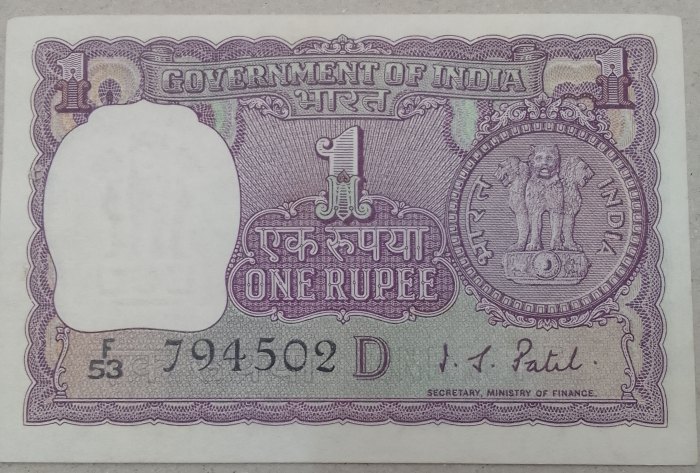 1 1
GOVERNMENT OF INDIA
भारत
1
भारत INDIA
एक रूपया
ONE RUPEE
F
53 794502 D
SECRETARY, MINISTRY OF FINANCE.